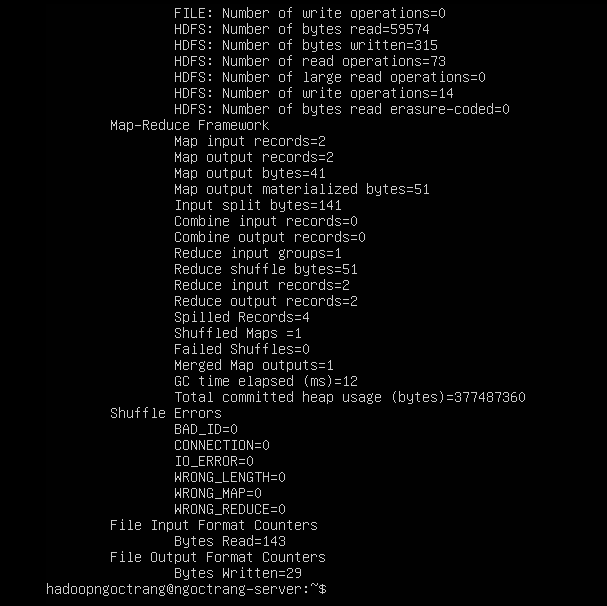 FILE: Number of write operations=0
HDFS: Number of bytes read=59574
HDFS: Number of bytes written=315
HDFS: Number of read operations=73
HDFS: Number of large read operations=0
HDFS: Number of write operations=14
HDFS: Number of bytes read erasure-coded=0
Map-Reduce Framework
Map input records=2
Map output records=2
Map output bytes=41
Map output materialized bytes=51
Input split bytes=141
Combine input records=0
Combine output records=0
Reduce input groups=1
Reduce shuffle bytes=51
Reduce input records=2
Reduce output records=2
Spilled Records=4
Shuffled Maps =1
Failed Shuffles=0
Merged Map outputs=1
GC time elapsed (ms)=12
Total committed heap usage (bytes)=377487360
Shuffle Errors
BAD_ID=0
CONNECTION=0
IO_ERROR=0
WRONG_LENGTH=0
WRONG_MAP=0
WRONG_REDUCE=0
File Input Format Counters
Bytes Read=143
File Output Format Counters
Bytes Written=29
hadoopngoctrang@ngoctrang-server:~$